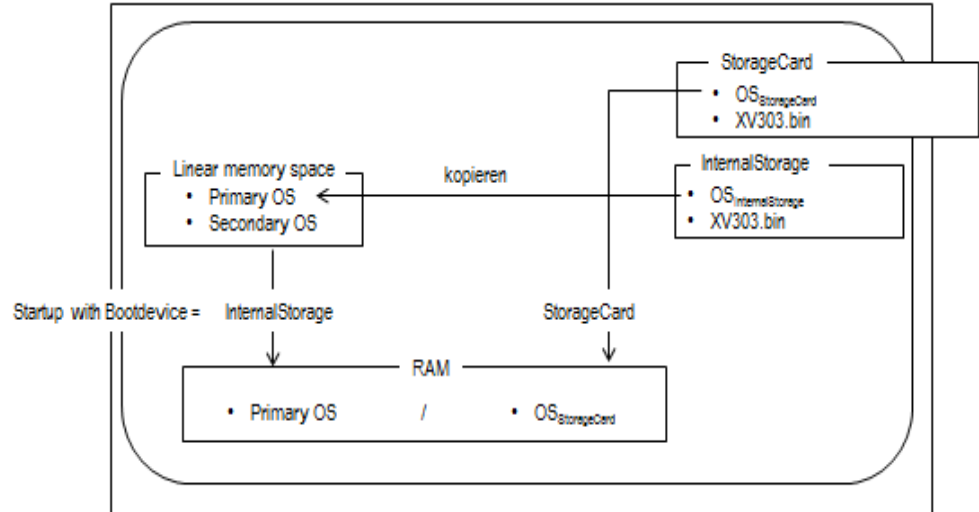 StorageCard
• OSStorageCard
• XV303.bin
InternalStorage
• OSInternalStorage
• XV303.bin
Linear memory space
• Primary OS
• Secondary OS
kopieren
Startup with Bootdevice = InternalStorage StorageCard
RAM
• Primary OS / • OSStorageCard